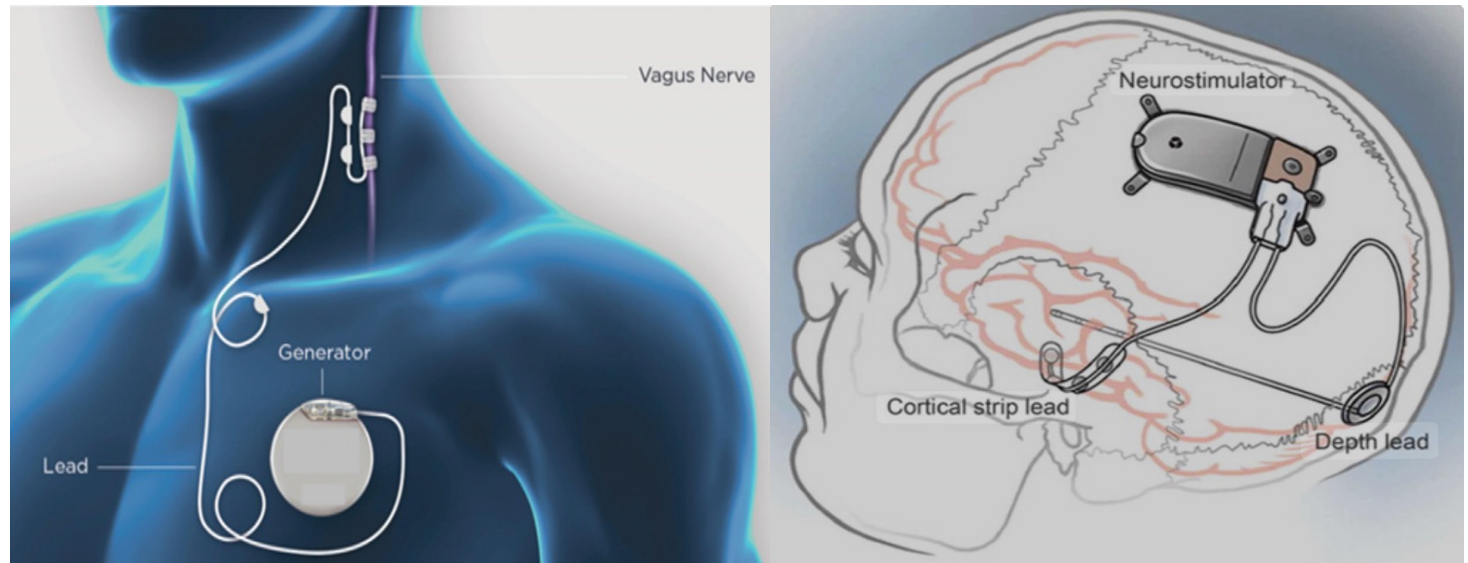 Vagus Nerve
Generator
Lead
Neurostimulator
Cortical strip lead
Depth lead